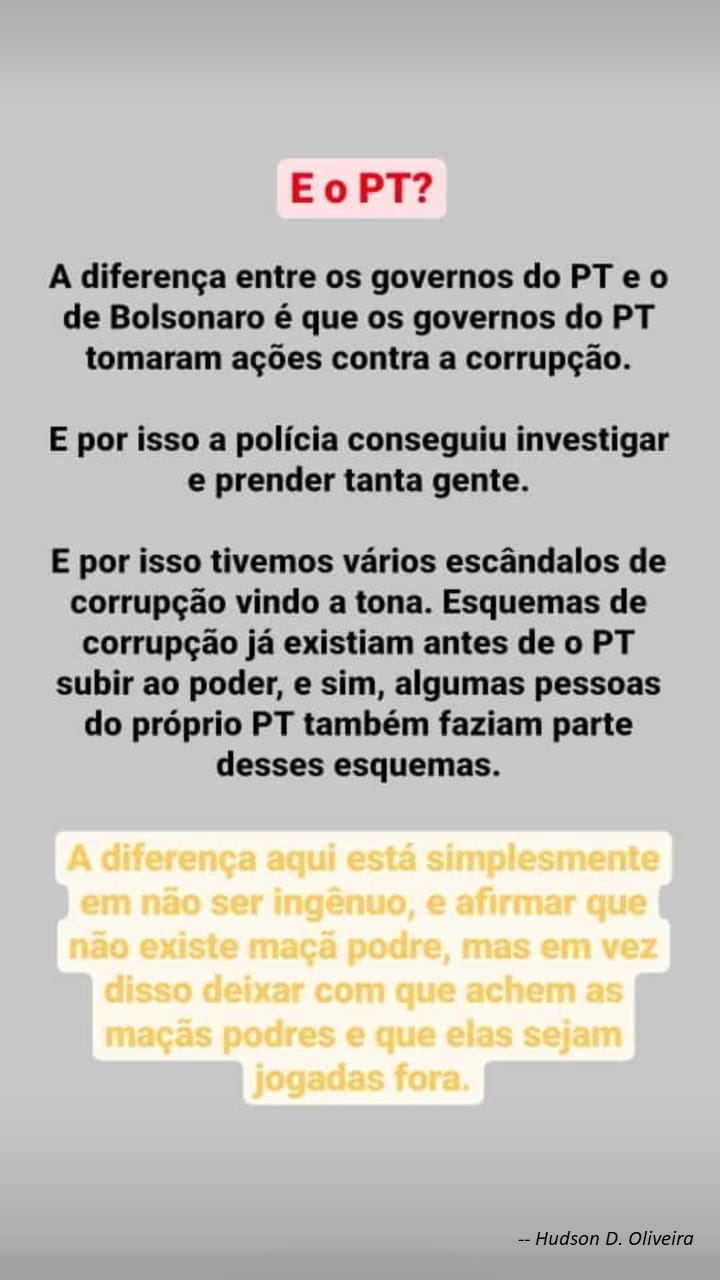 E o PT?
A diferença entre os governos do PT e o
de Bolsonaro é que os governos do PT
tomaram ações contra a corrupção.
E por isso a polícia conseguiu investigar
e prender tanta gente.
E por isso tivemos vários escândalos de
corrupção vindo a tona. Esquemas de
corrupção já existiam antes de o PT
subir ao poder, e sim, algumas pessoas
do próprio PT também faziam parte
desses esquemas.
A diferença aqui está simplesmente
em não ser ingênuo, e afirmar que
não existe maçã podre, mas em vez
disso deixar com que achem as
maçãs podres e que elas sejam
jogadas fora.
-- Hudson D. Oliveira